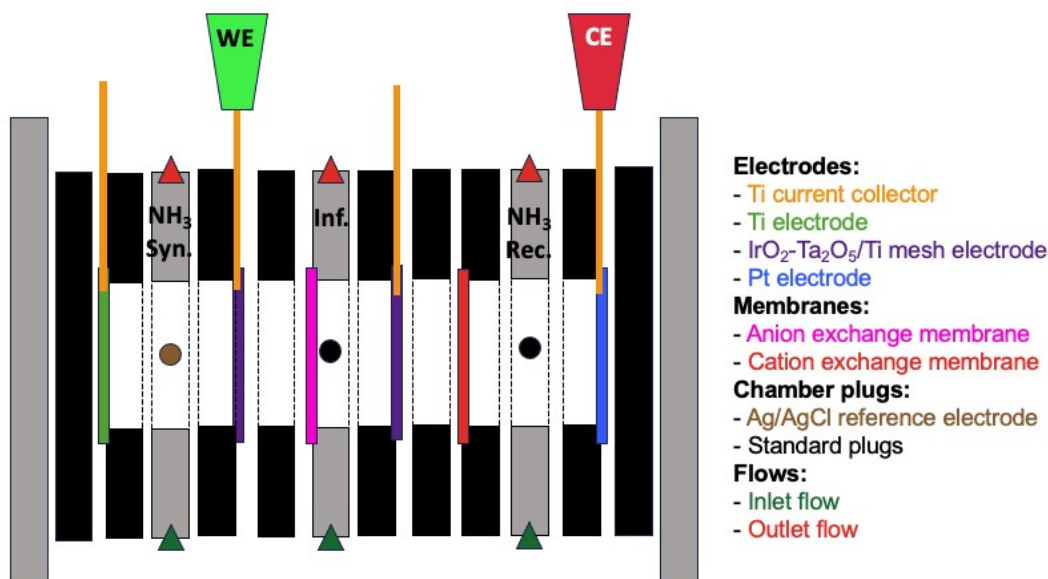 WE
CE
NH₃
Syn.
Inf.
NH₃
Rec.
Electrodes:
- Ti current collector
- Ti electrode
- IrO₂-Ta₂O₅/Ti mesh electrode
- Pt electrode
Membranes:
- Anion exchange membrane
- Cation exchange membrane
Chamber plugs:
- Ag/AgCl reference electrode
- Standard plugs
Flows:
- Inlet flow
- Outlet flow